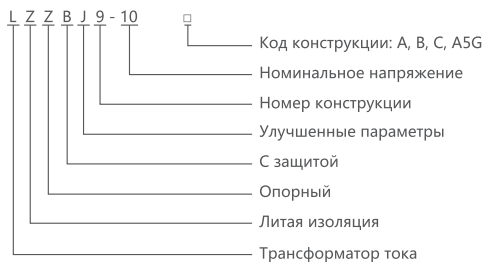 L Z Z B J 9 - 10 □
Код конструкции: A, B, C, A5G
Номинальное напряжение
Номер конструкции
Улучшенные параметры
С защитой
Опорный
Литая изоляция
Трансформатор тока